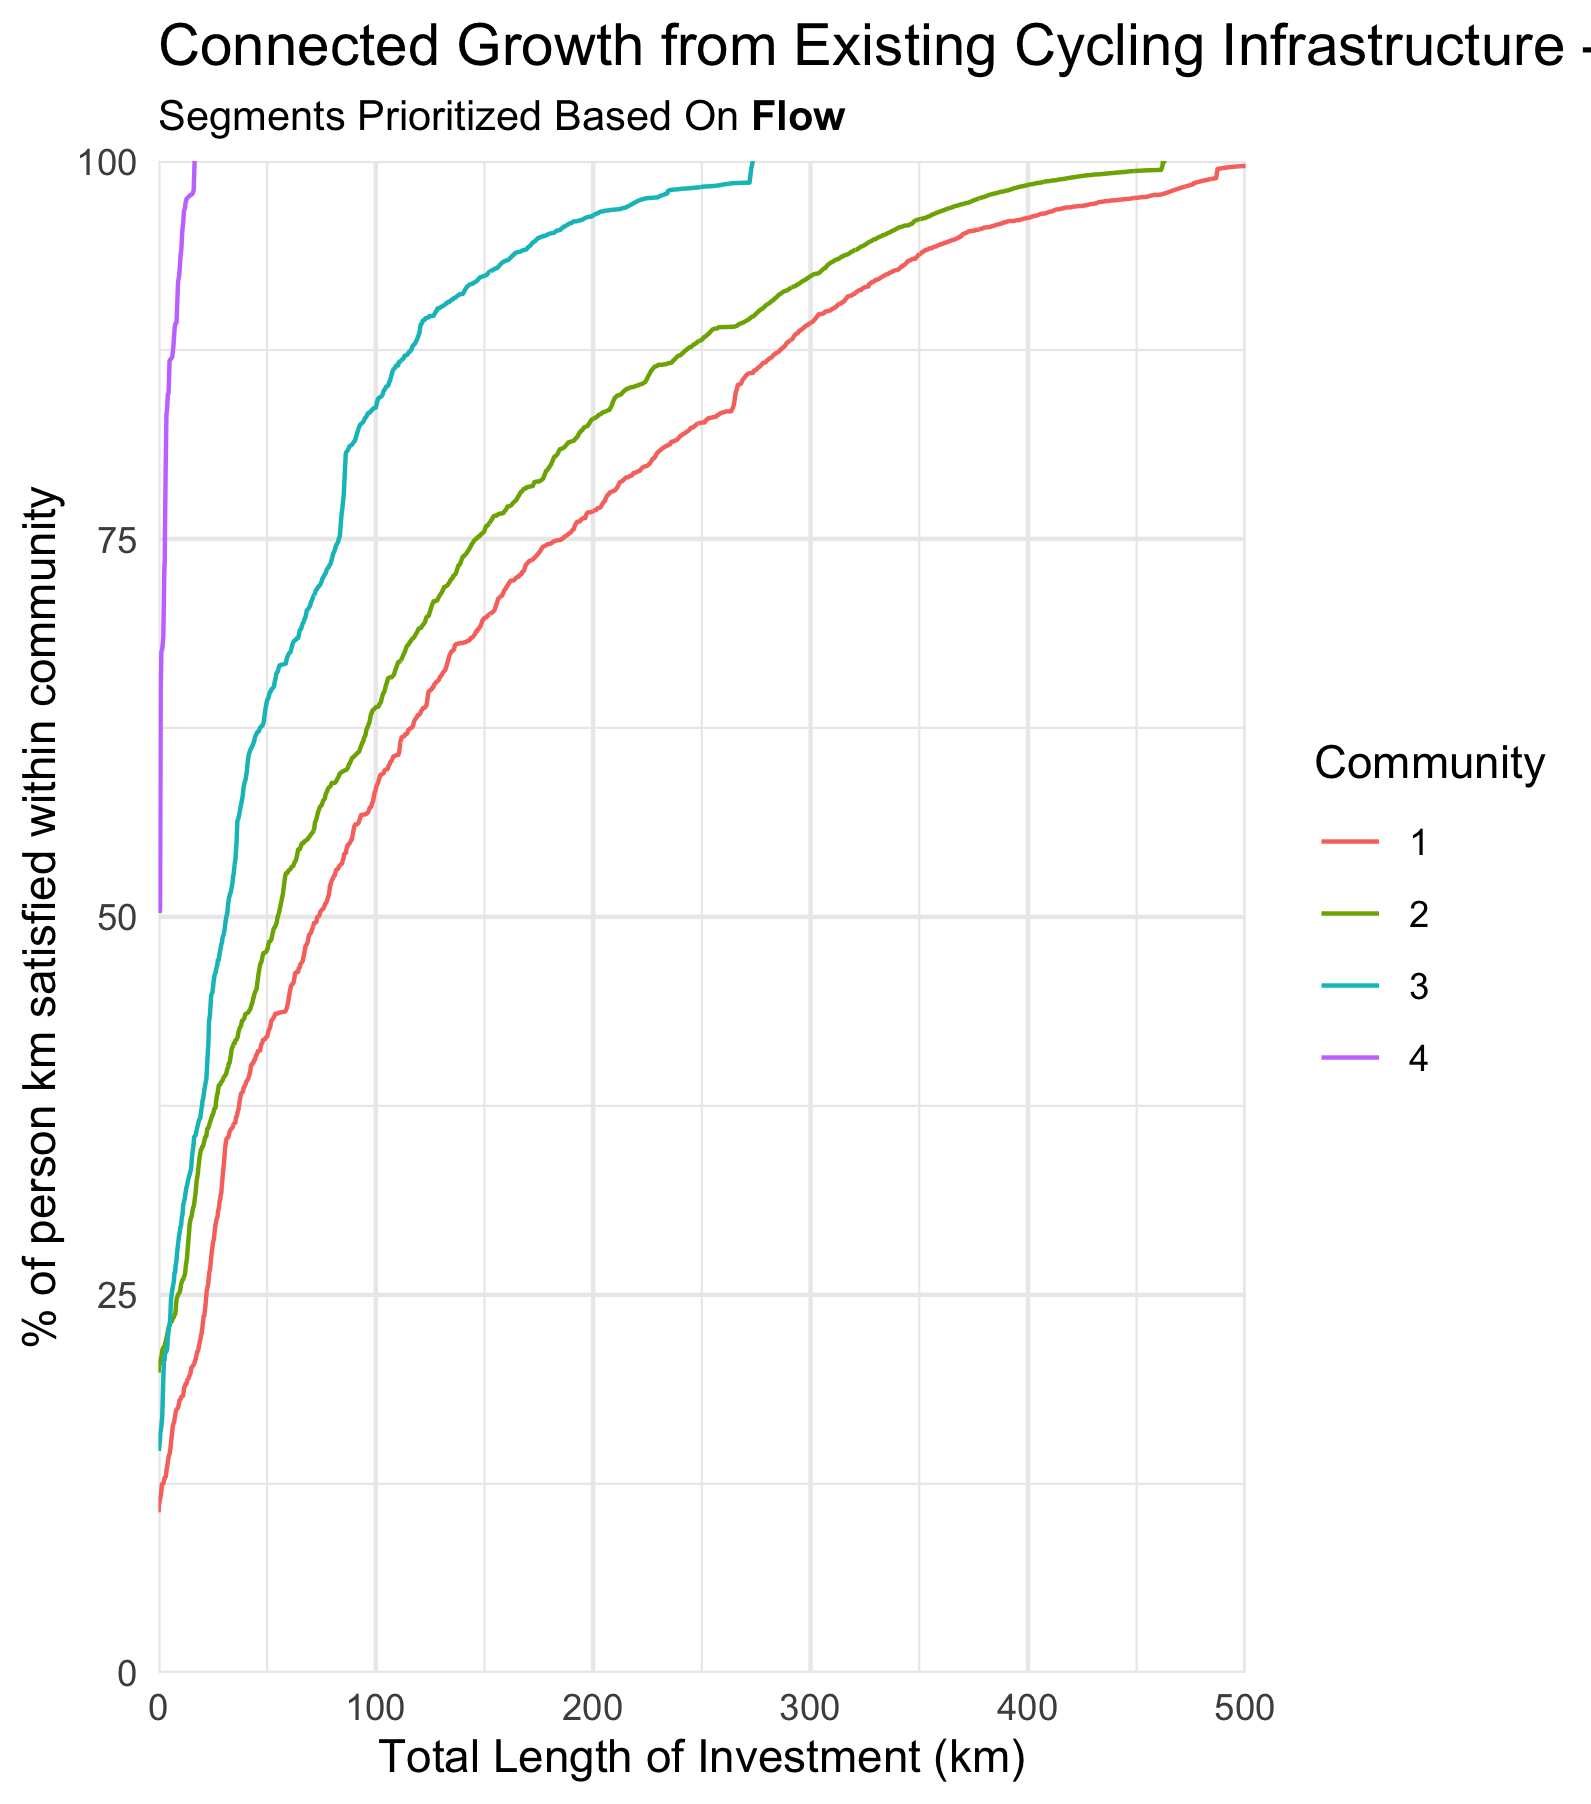 Connected Growth from Existing Cycling Infrastructure -
Segments Prioritized Based On Flow
100
75
50
25
0
% of person km satisfied within community
0 100 200 300 400 500
Total Length of Investment (km)
Community
1
2
3
4